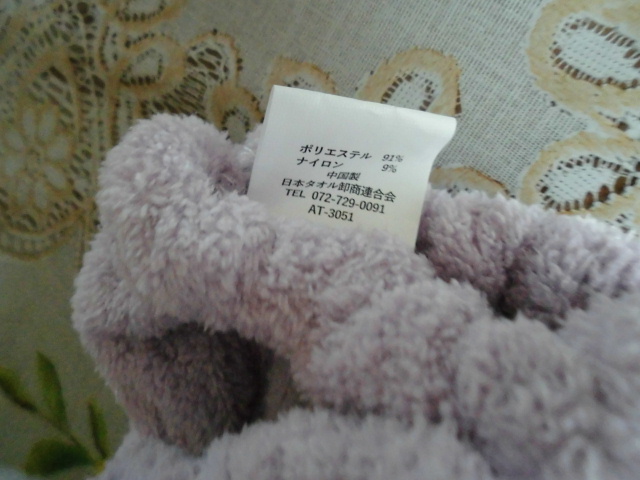 ポリエステル 91%
ナイロン 9%
中国製
日本タオル卸商連合会
TEL 072-729-0091
AT-3051